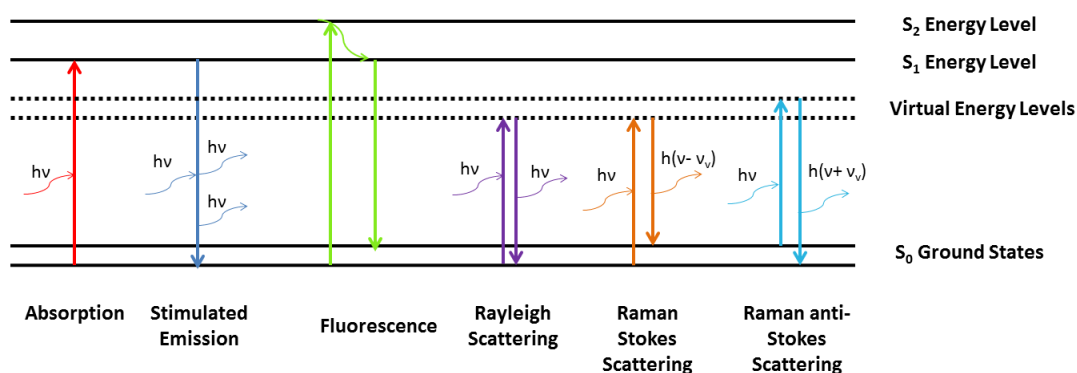 S₂ Energy Level
S₁ Energy Level
Virtual Energy Levels
hν
hν
hν
hν
hν
hν
hν
h(ν- νᵥ)
hν
h(ν+ νᵥ)
S₀ Ground States
Absorption
Stimulated
Emission
Fluorescence
Rayleigh
Scattering
Raman
Stokes
Scattering
Raman anti-
Stokes
Scattering